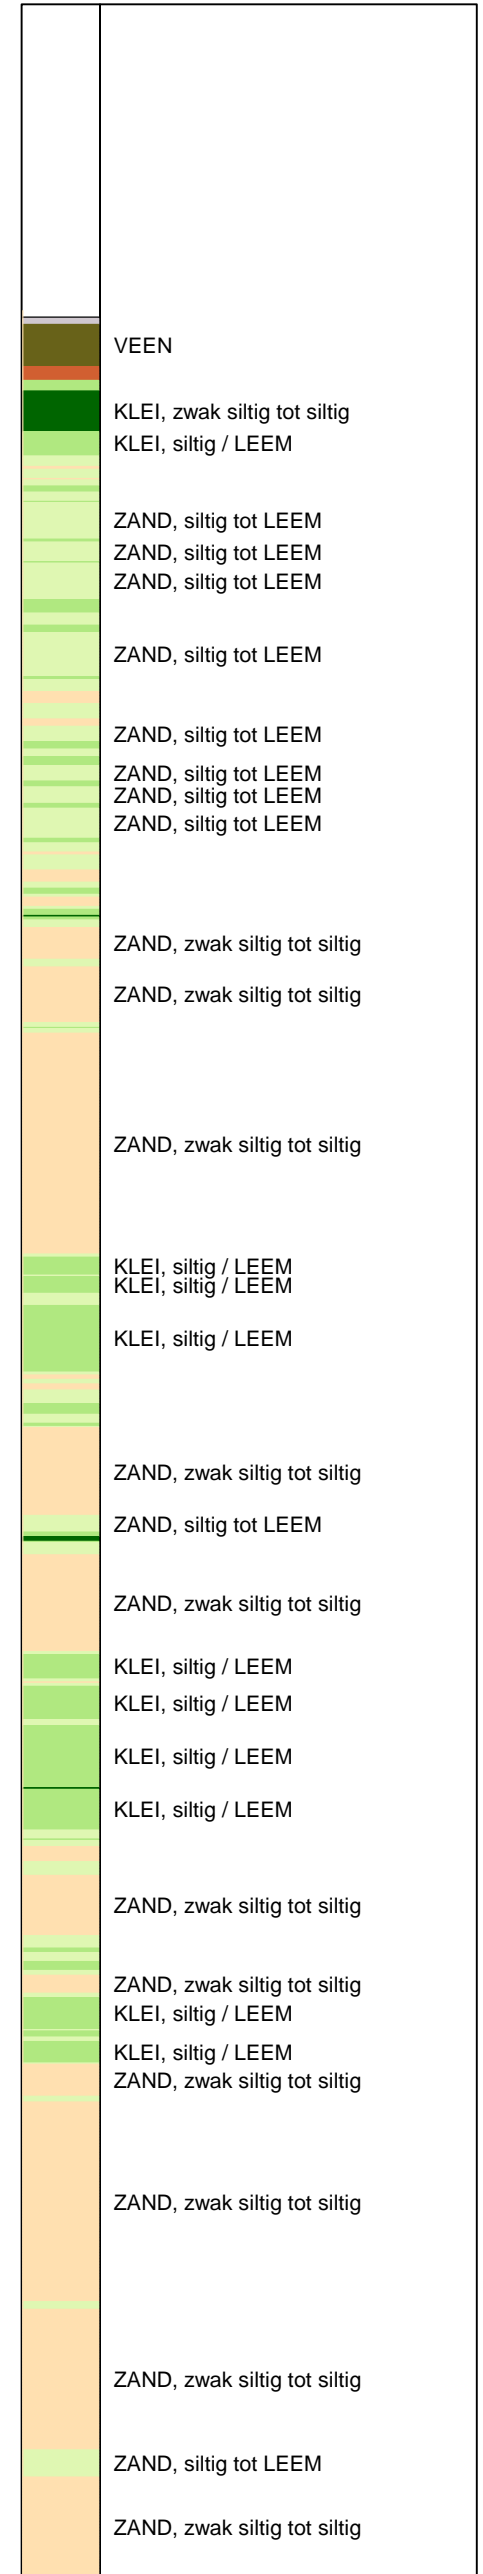 VEEN
KLEI, zwak siltig tot siltig
KLEI, siltig / LEEM
ZAND, siltig tot LEEM
ZAND, siltig tot LEEM
ZAND, siltig tot LEEM
ZAND, siltig tot LEEM
ZAND, siltig tot LEEM
ZAND, siltig tot LEEM
ZAND, siltig tot LEEM
ZAND, siltig tot LEEM
ZAND, zwak siltig tot siltig
ZAND, zwak siltig tot siltig
ZAND, zwak siltig tot siltig
KLEI, siltig / LEEM
KLEI, siltig / LEEM
KLEI, siltig / LEEM
ZAND, zwak siltig tot siltig
ZAND, siltig tot LEEM
ZAND, zwak siltig tot siltig
KLEI, siltig / LEEM
KLEI, siltig / LEEM
KLEI, siltig / LEEM
KLEI, siltig / LEEM
ZAND, zwak siltig tot siltig
ZAND, zwak siltig tot siltig
KLEI, siltig / LEEM
KLEI, siltig / LEEM
ZAND, zwak siltig tot siltig
ZAND, zwak siltig tot siltig
ZAND, zwak siltig tot siltig
ZAND, siltig tot LEEM
ZAND, zwak siltig tot siltig